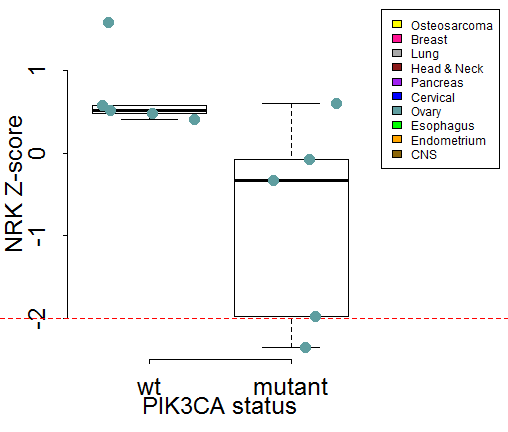 Osteosarcoma
Breast
Lung
Head & Neck
Pancreas
Cervical
Ovary
Esophagus
Endometrium
CNS
NRK Z-score
1
0
-1
-2
wt mutant
PIK3CA status